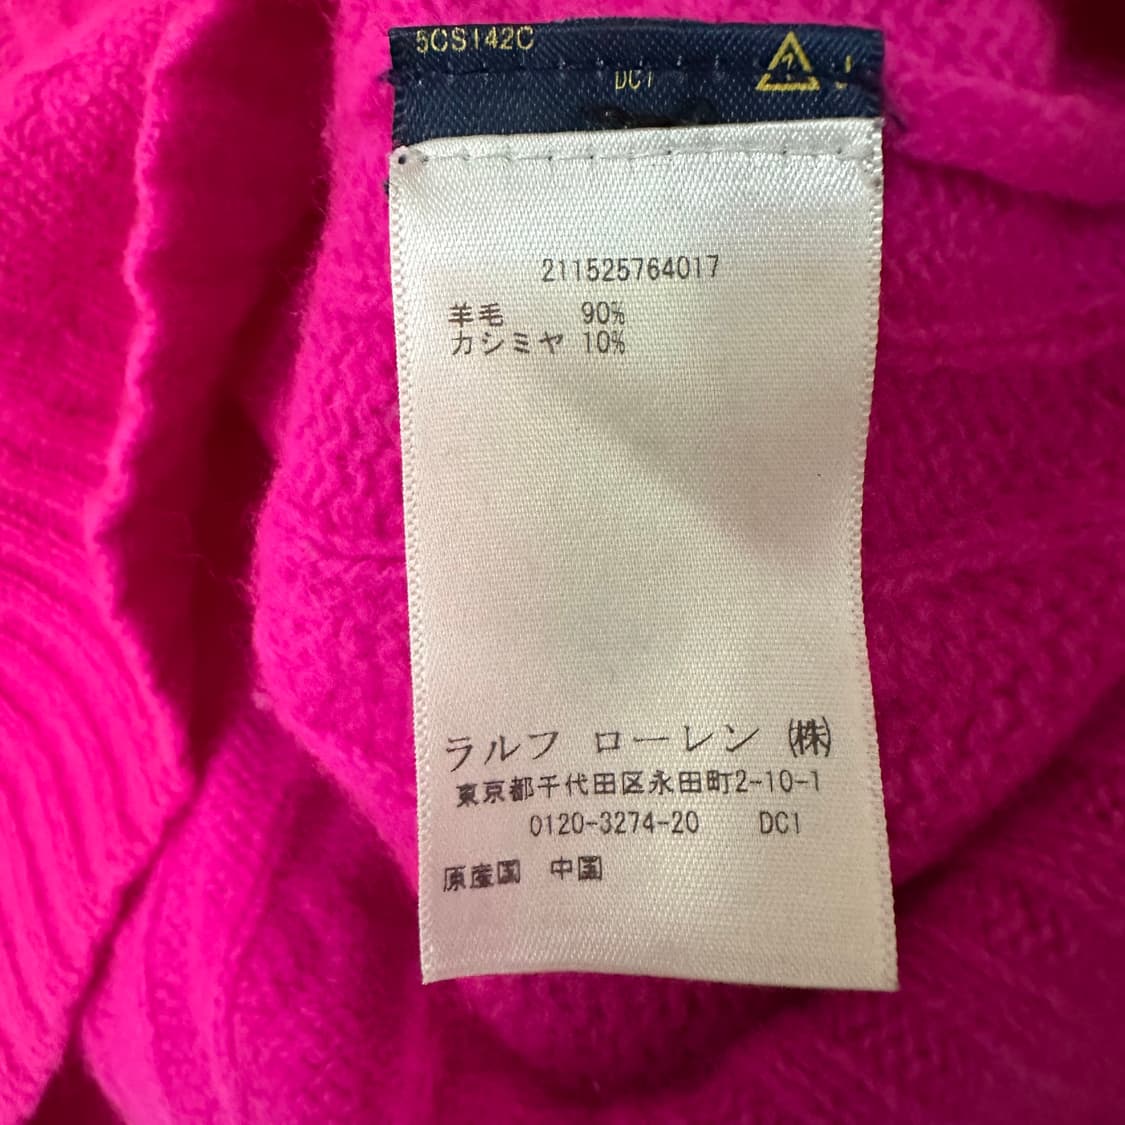 5CS142C
DC1
211525764017
羊毛 90%
カシミヤ 10%
ラルフ ローレン ㈱
東京都千代田区永田町2-10-1
0120-3274-20 DC1
原産国 中国